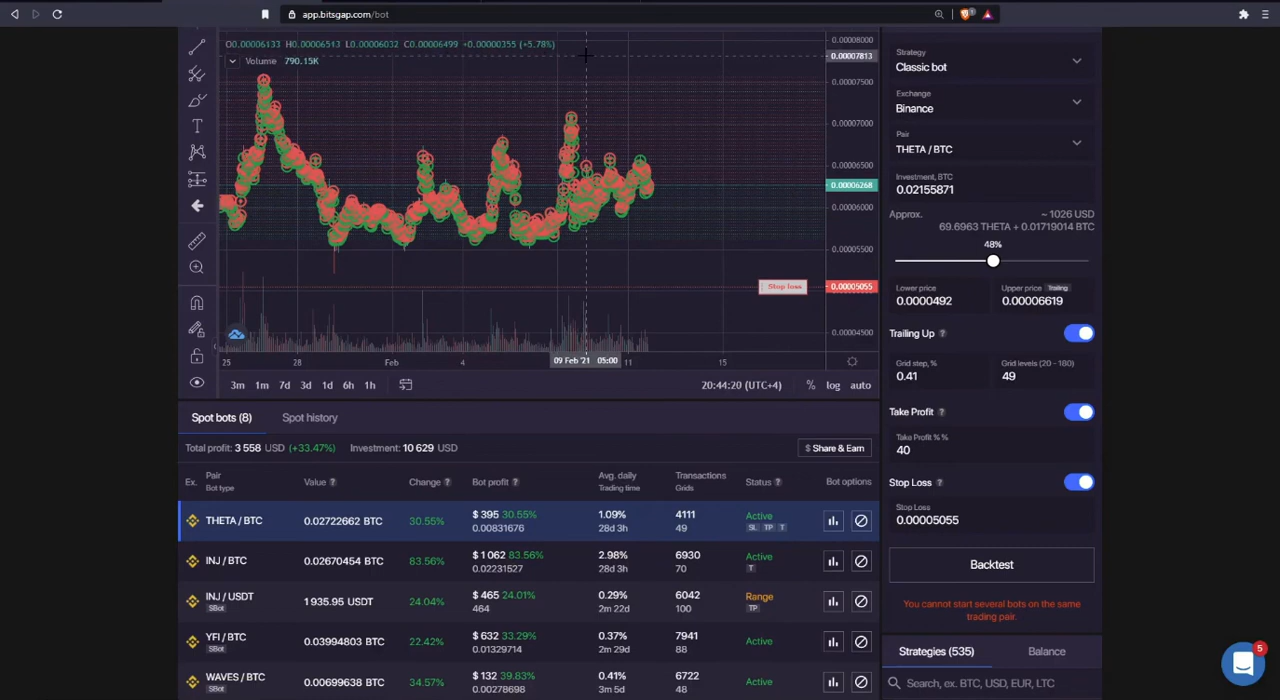 app.bitsgap.com/bot
O0.00006133 H0.00006513 L0.00006032 C0.00006499 +0.00000355 (+5.78%)
Volume 790.15K
0.00008000
0.00007813
0.00007500
0.00007000
0.00006500
0.00006268
0.00006000
0.00005500
Stop loss
0.00005055
0.00004500
25
28
Feb
4
09 Feb '21 05:00
11
15
3m 1m 7d 3d 1d 6h 1h
20:44:20 (UTC+4)
% log auto
Strategy
Classic bot
Exchange
Binance
Pair
THETA / BTC
Investment, BTC
0.02155871
Approx.
~ 1026 USD
69.6963 THETA + 0.01719014 BTC
48%
Lower price
0.0000492
Upper price Trailing
0.00006619
Trailing Up ?
Grid step, %
0.41
Grid levels (20 - 180)
49
Take Profit ?
Take Profit %%
40
Stop Loss ?
Stop Loss
0.00005055
Backtest
You cannot start several bots on the same
trading pair.
Strategies (535)
Balance
Search, ex. BTC, USD, EUR, LTC
5
Spot bots (8)
Spot history
Total profit: 3 558 USD (+33.47%) Investment: 10 629 USD
$ Share & Earn
Ex.
Pair
Bot type
Value ?
Change ?
Bot profit ?
Avg. daily
Trading time
Transactions
Grids
Status ?
Bot options
THETA / BTC
0.02722662 BTC
30.55%
$ 395 30.55%
0.00831676
1.09%
28d 3h
4111
49
Active
SL TP T
INJ / BTC
0.02670454 BTC
83.56%
$ 1 062 83.56%
0.02231527
2.98%
28d 3h
6930
70
Active
T
INJ / USDT
SBot
1 935.95 USDT
24.04%
$ 465 24.01%
464
0.29%
2m 22d
6042
100
Range
TP
YFI / BTC
SBot
0.03994803 BTC
22.42%
$ 632 33.29%
0.01329714
0.37%
2m 29d
7941
88
Active
WAVES / BTC
SBot
0.00699638 BTC
34.57%
$ 132 39.83%
0.00278698
0.41%
3m 5d
6722
48
Active